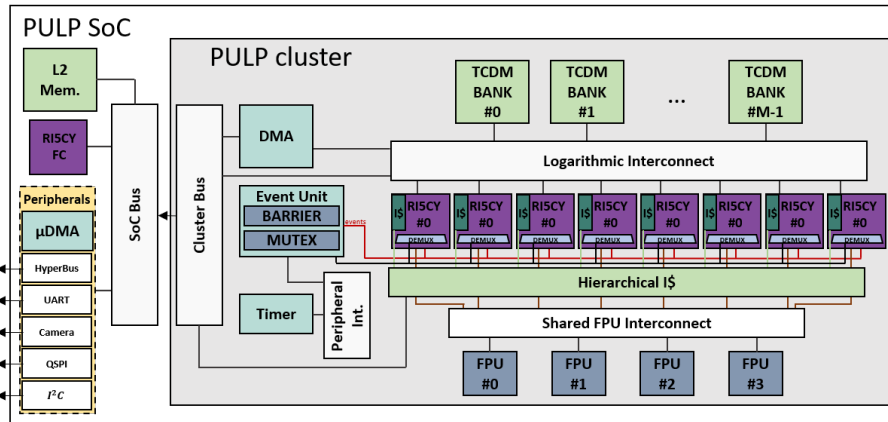 PULP SoC
PULP cluster
L2
Mem.
RI5CY
FC
Peripherals
µDMA
HyperBus
UART
Camera
QSPI
I²C
SoC Bus
Cluster Bus
DMA
Event Unit
BARRIER
MUTEX
events
Timer
Peripheral
Int.
TCDM
BANK
#0
TCDM
BANK
#1
...
TCDM
BANK
#M-1
Logarithmic Interconnect
I$
RI5CY
#0
DEMUX
I$
RI5CY
#0
DEMUX
I$
RI5CY
#0
DEMUX
I$
RI5CY
#0
DEMUX
I$
RI5CY
#0
DEMUX
I$
RI5CY
#0
DEMUX
I$
RI5CY
#0
DEMUX
I$
RI5CY
#0
DEMUX
Hierarchical I$
Shared FPU Interconnect
FPU
#0
FPU
#1
FPU
#2
FPU
#3